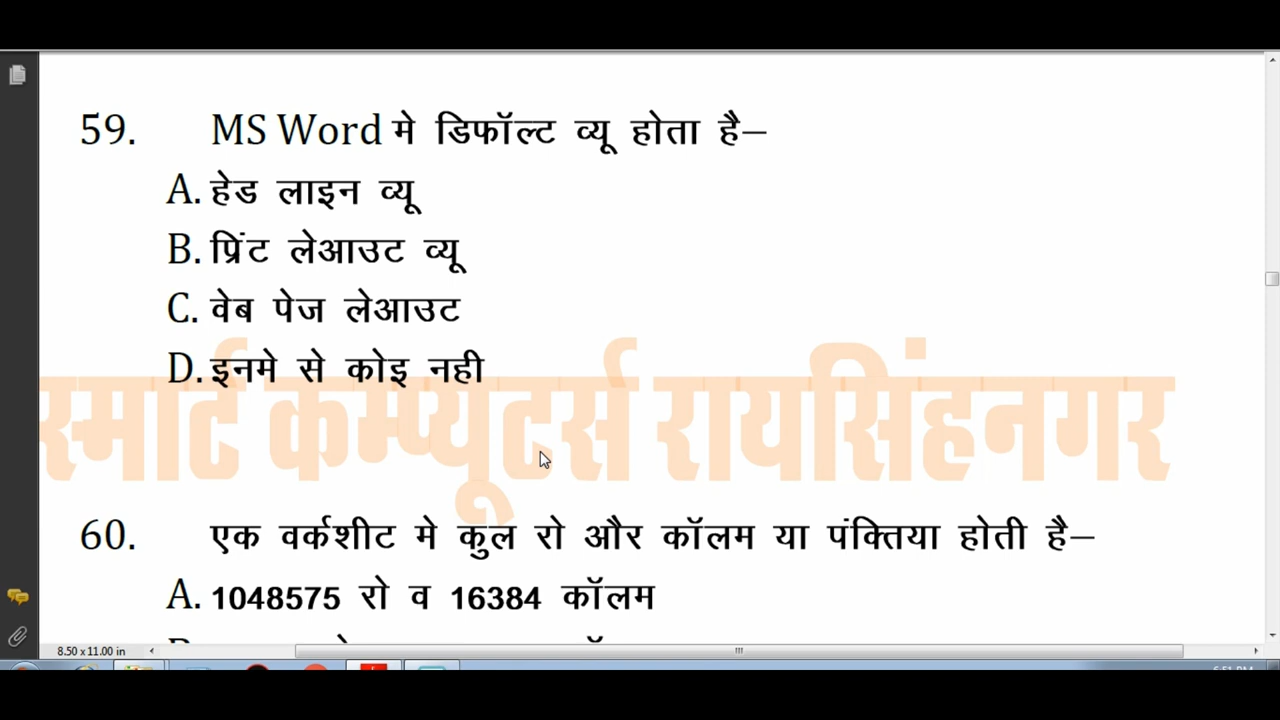 59. MS Word मे डिफॉल्ट व्यू होता है–
A. हेड लाइन व्यू
B. प्रिंट लेआउट व्यू
C. वेब पेज लेआउट
D. इनमे से कोइ नही
स्मार्ट कम्प्यूटर्स रायसिंहनगर
60. एक वर्कशीट मे कुल रो और कॉलम या पंक्तिया होती है–
A. 1048575 रो व 16384 कॉलम
8.50 x 11.00 in